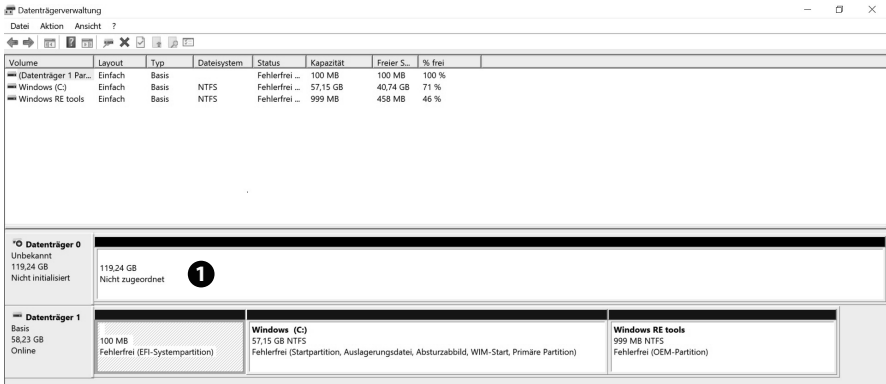 Datenträgerverwaltung
Datei Aktion Ansicht ?
Volume Layout Typ Dateisystem Status Kapazität Freier S... % frei
(Datenträger 1 Par... Einfach Basis Fehlerfrei ... 100 MB 100 MB 100 %
Windows (C:) Einfach Basis NTFS Fehlerfrei ... 57,15 GB 40,74 GB 71 %
Windows RE tools Einfach Basis NTFS Fehlerfrei ... 999 MB 458 MB 46 %
Datenträger 0
Unbekannt
119,24 GB
Nicht initialisiert
119,24 GB
Nicht zugeordnet
1
Datenträger 1
Basis
58,23 GB
Online
100 MB
Fehlerfrei (EFI-Systempartition)
Windows (C:)
57,15 GB NTFS
Fehlerfrei (Startpartition, Auslagerungsdatei, Absturzabbild, WIM-Start, Primäre Partition)
Windows RE tools
999 MB NTFS
Fehlerfrei (OEM-Partition)